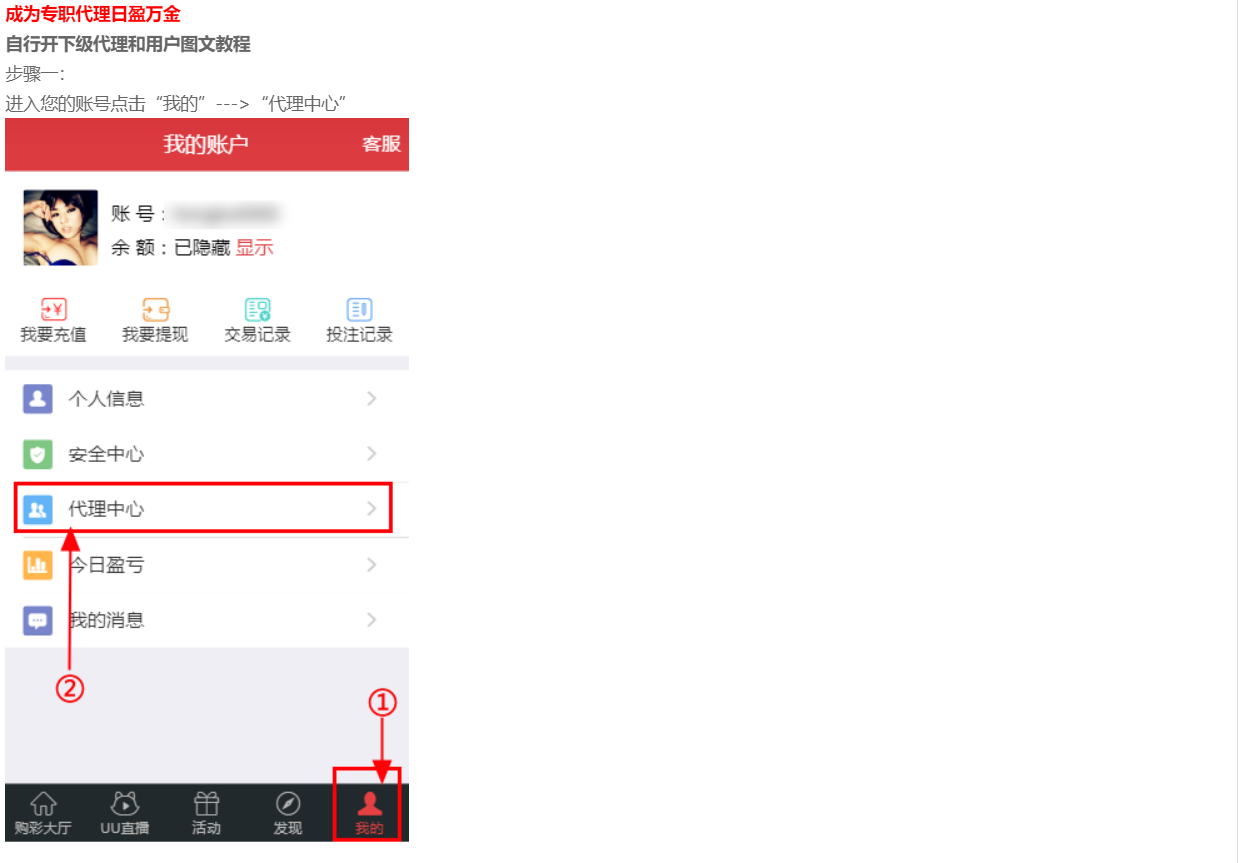 成为专职代理日盈万金
自行开下级代理和用户图文教程
步骤一：
进入您的账号点击“我的”--->“代理中心”
我的账户 客服
账 号：
余 额：已隐藏 显示
我要充值 我要提现 交易记录 投注记录
个人信息
安全中心
代理中心
今日盈亏
我的消息
② ①
购彩大厅 UU直播 活动 发现 我的